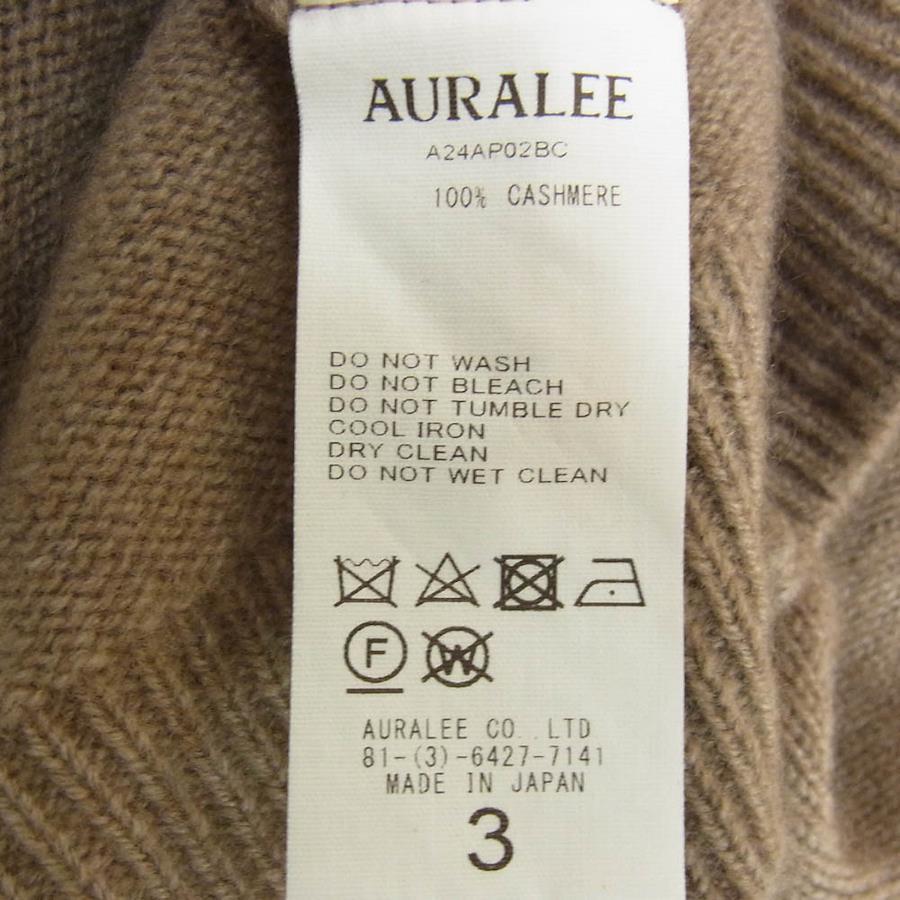 AURALEE
A24AP02BC
100% CASHMERE
DO NOT WASH
DO NOT BLEACH
DO NOT TUMBLE DRY
COOL IRON
DRY CLEAN
DO NOT WET CLEAN
F W
AURALEE CO.,LTD
81-(3)-6427-7141
MADE IN JAPAN
3